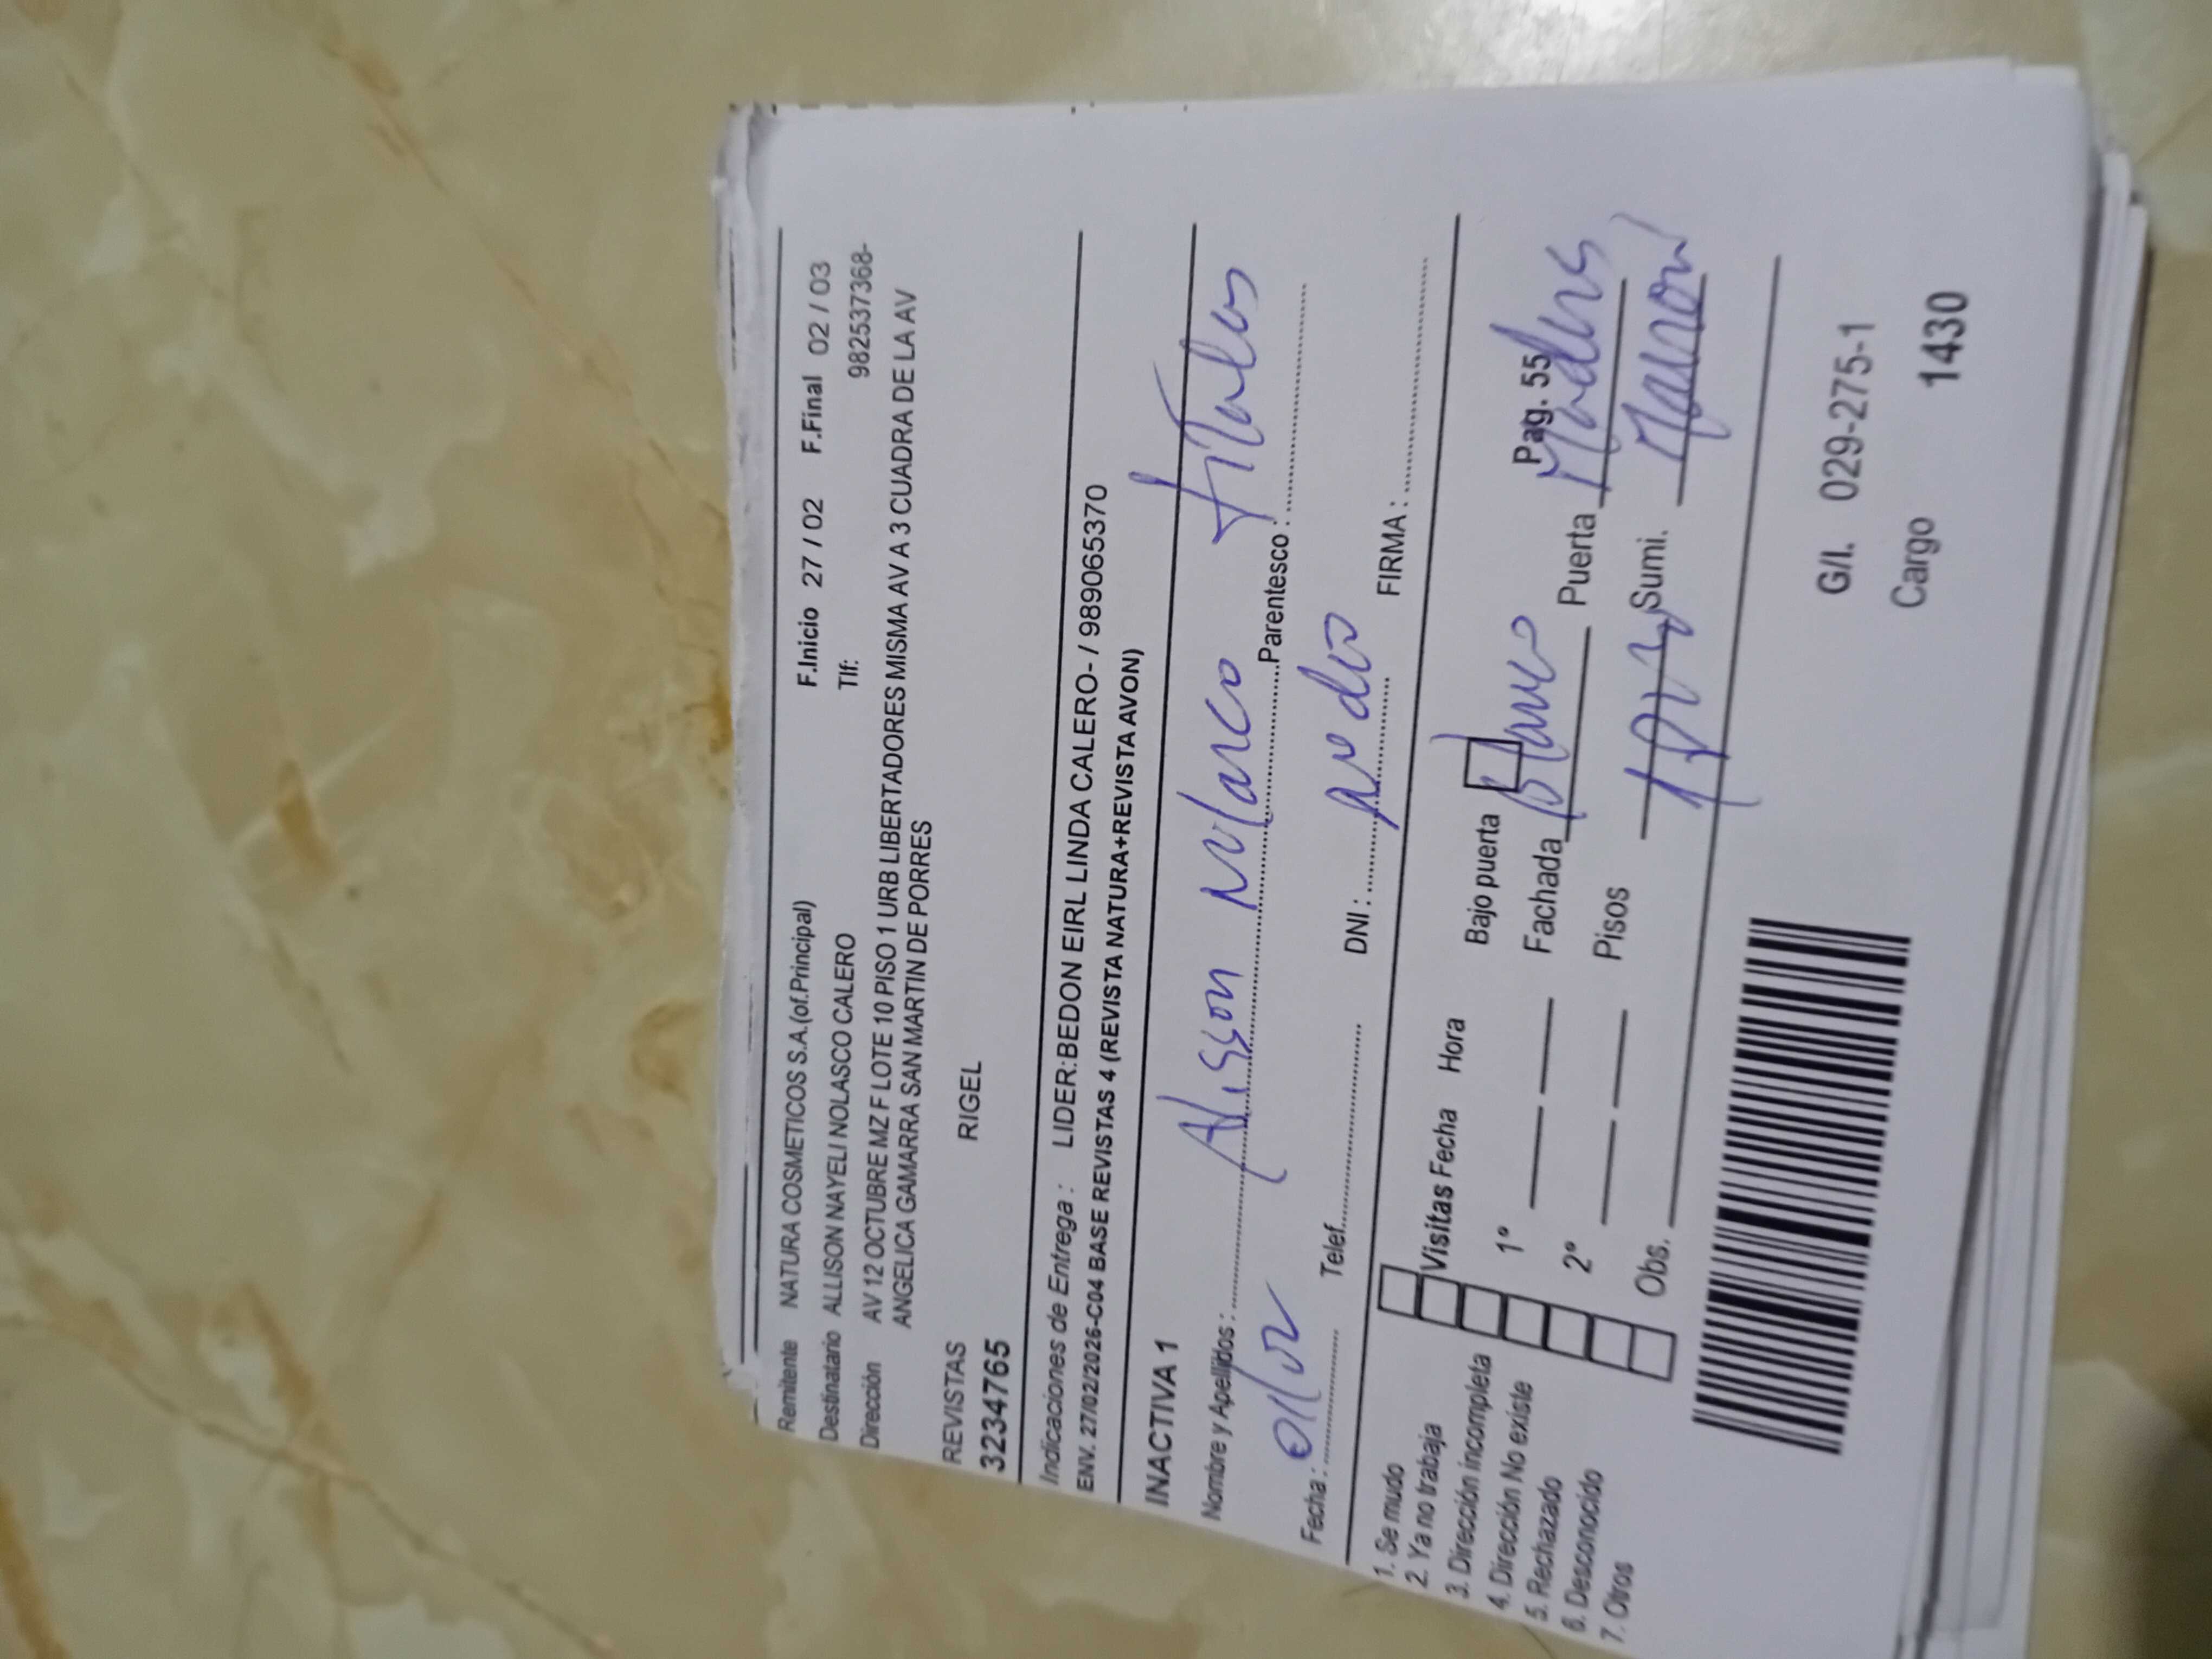 Remitente NATURA COSMETICOS S.A.(of.Principal) F.Inicio 27 / 02 F.Final 02 / 03
Destinatario ALLISON NAYELI NOLASCO CALERO Tlf: 982537368-
Dirección AV 12 OCTUBRE MZ F LOTE 10 PISO 1 URB LIBERTADORES MISMA AV A 3 CUADRA DE LA AV
ANGELICA GAMARRA SAN MARTIN DE PORRES
REVISTAS RIGEL
3234765
Indicaciones de Entrega : LIDER:BEDON EIRL LINDA CALERO- / 989065370
ENV. 27/02/2026-C04 BASE REVISTAS 4 (REVISTA NATURA+REVISTA AVON)
INACTIVA 1
Nombre y Apellidos : Alisson Parentesco :
Fecha : Telef. DNI : FIRMA :
1. Se mudo
2. Ya no trabaja
3. Dirección incompleta
4. Dirección No existe
5. Rechazado
6. Desconocido
7. Otros
Visitas Fecha Hora Bajo puerta Pag. 55
1º Fachada Blanco Puerta
2º Pisos Sumi. Marron
Obs.
G/I. 029-275-1
Cargo 1430